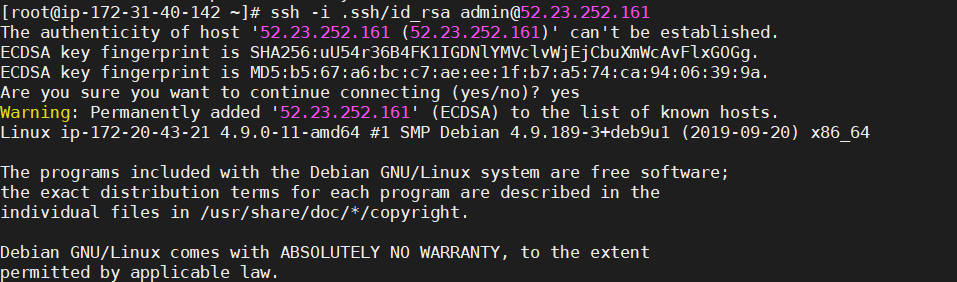 [root@ip-172-31-40-142 ~]# ssh -i .ssh/id_rsa admin@52.23.252.161
The authenticity of host '52.23.252.161 (52.23.252.161)' can't be established.
ECDSA key fingerprint is SHA256:uU54r36B4FK1IGDNlYMVclvWjEjCbuXmWcAvFlxGOGg.
ECDSA key fingerprint is MD5:b5:67:a6:bc:c7:ae:ee:1f:b7:a5:74:ca:94:06:39:9a.
Are you sure you want to continue connecting (yes/no)? yes
Warning: Permanently added '52.23.252.161' (ECDSA) to the list of known hosts.
Linux ip-172-20-43-21 4.9.0-11-amd64 #1 SMP Debian 4.9.189-3+deb9u1 (2019-09-20) x86_64

The programs included with the Debian GNU/Linux system are free software;
the exact distribution terms for each program are described in the
individual files in /usr/share/doc/*/copyright.

Debian GNU/Linux comes with ABSOLUTELY NO WARRANTY, to the extent
permitted by applicable law.